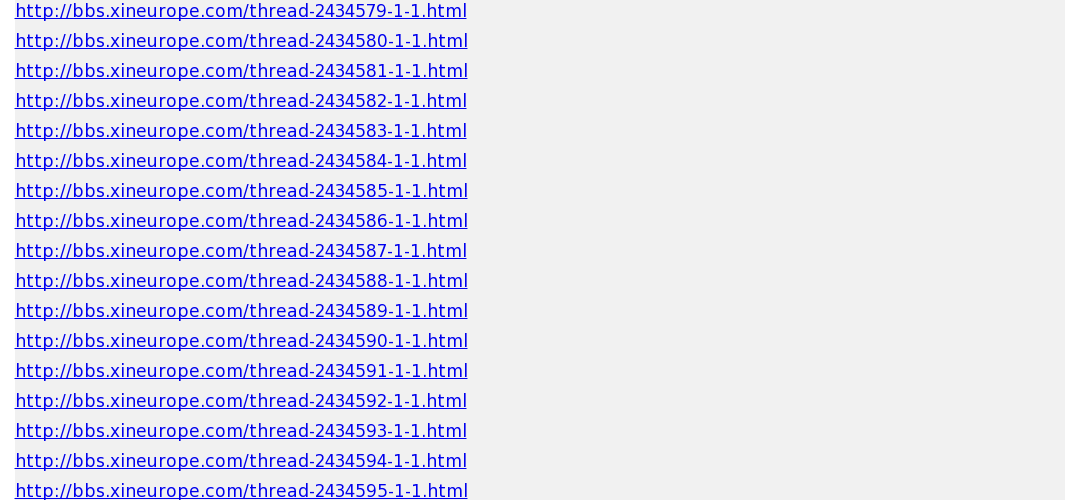 http://bbs.xineurope.com/thread-2434579-1-1.html
http://bbs.xineurope.com/thread-2434580-1-1.html
http://bbs.xineurope.com/thread-2434581-1-1.html
http://bbs.xineurope.com/thread-2434582-1-1.html
http://bbs.xineurope.com/thread-2434583-1-1.html
http://bbs.xineurope.com/thread-2434584-1-1.html
http://bbs.xineurope.com/thread-2434585-1-1.html
http://bbs.xineurope.com/thread-2434586-1-1.html
http://bbs.xineurope.com/thread-2434587-1-1.html
http://bbs.xineurope.com/thread-2434588-1-1.html
http://bbs.xineurope.com/thread-2434589-1-1.html
http://bbs.xineurope.com/thread-2434590-1-1.html
http://bbs.xineurope.com/thread-2434591-1-1.html
http://bbs.xineurope.com/thread-2434592-1-1.html
http://bbs.xineurope.com/thread-2434593-1-1.html
http://bbs.xineurope.com/thread-2434594-1-1.html
http://bbs.xineurope.com/thread-2434595-1-1.html